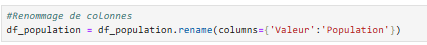 #Renommage de colonnes
df_population = df_population.rename(columns={'Valeur':'Population'})